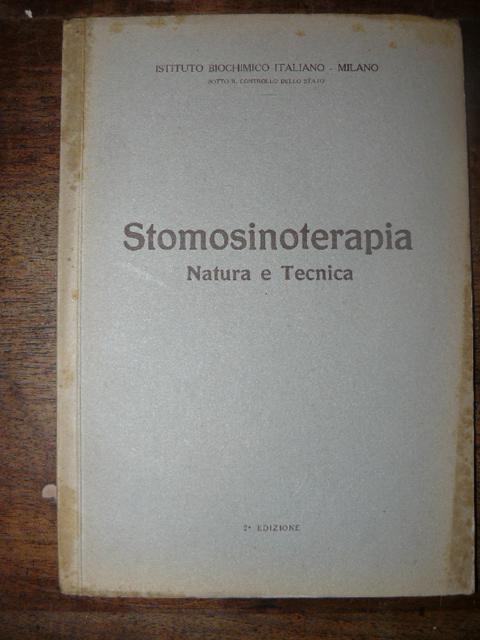 ISTITUTO BIOCHIMICO ITALIANO - MILANO
SOTTO IL CONTROLLO DELLO STATO
Stomosinoterapia
Natura e Tecnica
2ª EDIZIONE